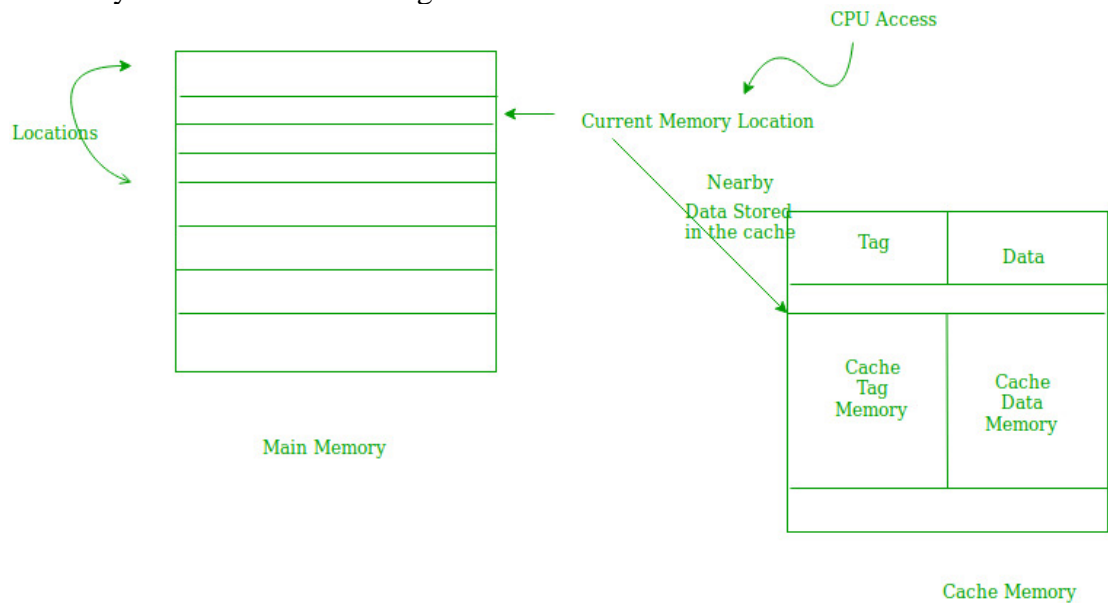 CPU Access
Locations
Current Memory Location
Nearby
Data Stored
in the cache
Tag
Data
Cache
Tag
Memory
Cache
Data
Memory
Main Memory
Cache Memory